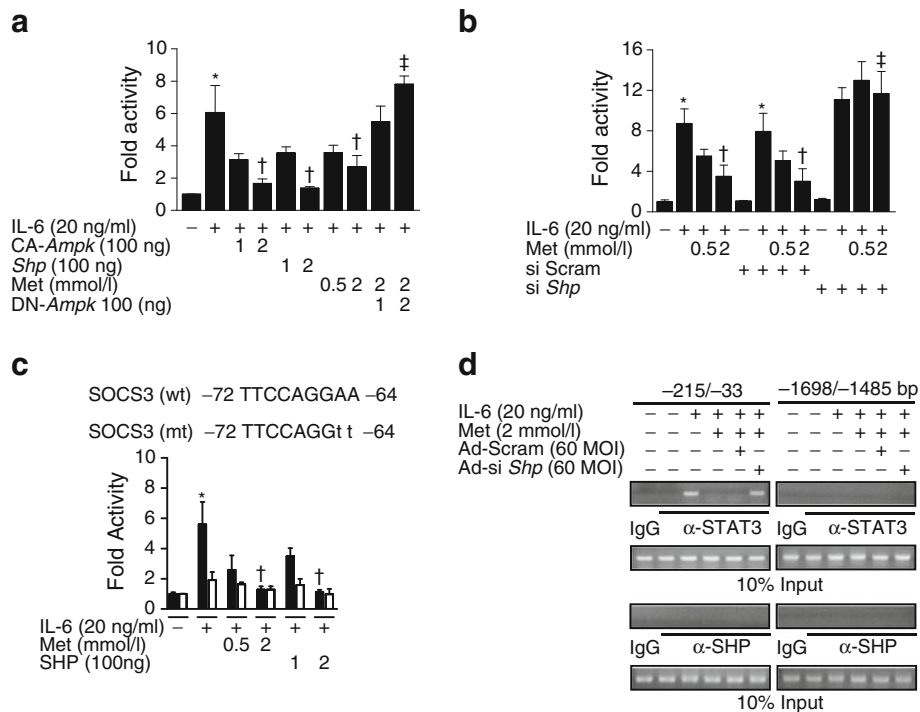 a
10
8
6
4
2
0
Fold activity
*
†
†
†
‡
IL-6 (20 ng/ml) − + + + + + + + + +
CA-Ampk (100 ng) 1 2
Shp (100 ng) 1 2
Met (mmol/l) 0.5 2 2 2
DN-Ampk 100 (ng) 1 2
b
16
12
8
4
0
Fold activity
*
†
*
†
‡
IL-6 (20 ng/ml) − + + + − + + + − + + +
Met (mmol/l) 0.5 2 0.5 2 0.5 2
si Scram + + + +
si Shp + + + +
c
SOCS3 (wt) −72 TTCCAGGAA −64
SOCS3 (mt) −72 TTCCAGGt t −64
10
8
6
4
2
0
Fold Activity
*
†
†
IL-6 (20 ng/ml) − + + + + +
Met (mmol/l) 0.5 2
SHP (100ng) 1 2
d
−215/−33 −1698/−1485 bp
IL-6 (20 ng/ml) − − + + + + − − + + + +
Met (2 mmol/l) − − − + + + − − − + + +
Ad-Scram (60 MOI) − − − − + − − − − +
Ad-si Shp (60 MOI) − − − − + − − − − +
IgG α-STAT3 IgG α-STAT3
10% Input
IgG α-SHP IgG α-SHP
10% Input